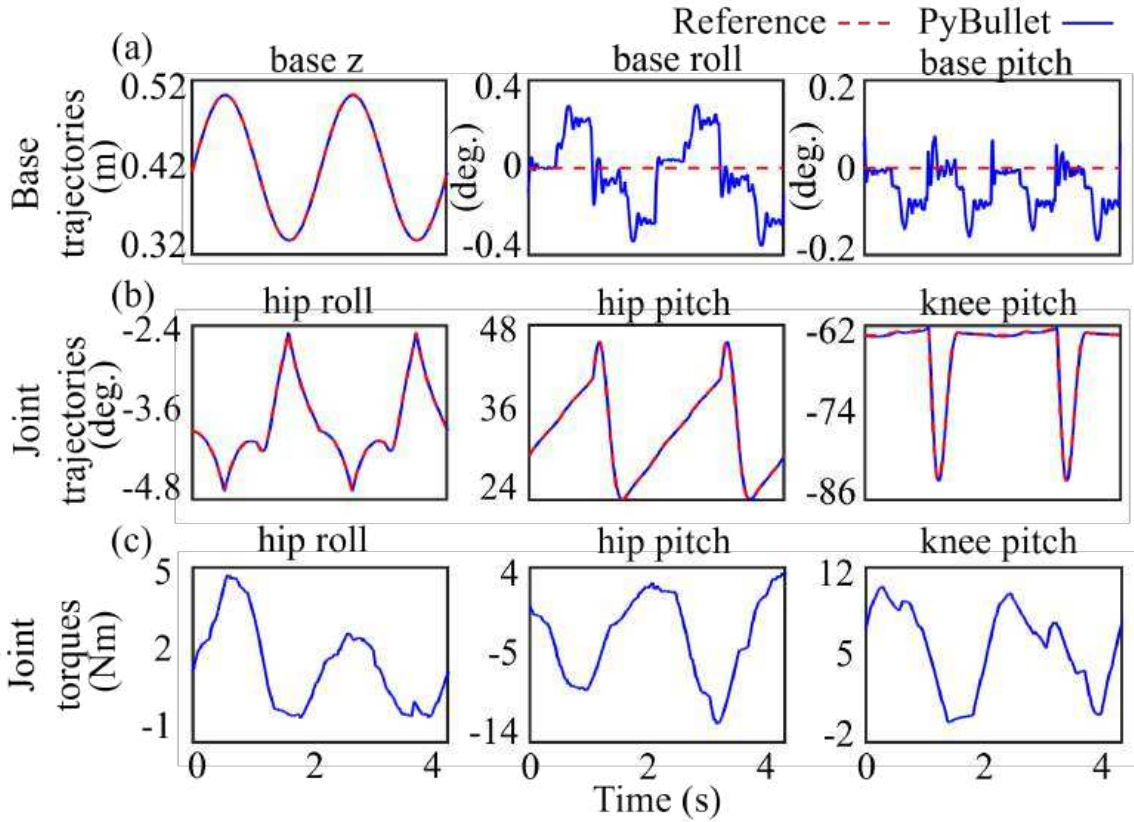 Reference PyBullet
(a) base z base roll base pitch
Base trajectories (m)
0.52
0.42
0.32
(deg.)
0.4
0
-0.4
(deg.)
0.2
0
-0.2
(b) hip roll hip pitch knee pitch
Joint trajectories (deg.)
-2.4
-3.6
-4.8
48
36
24
-62
-74
-86
(c) hip roll hip pitch knee pitch
Joint torques (Nm)
5
2
-1
4
-5
-14
12
5
-2
0 2 4 0 2 4 0 2 4
Time (s)